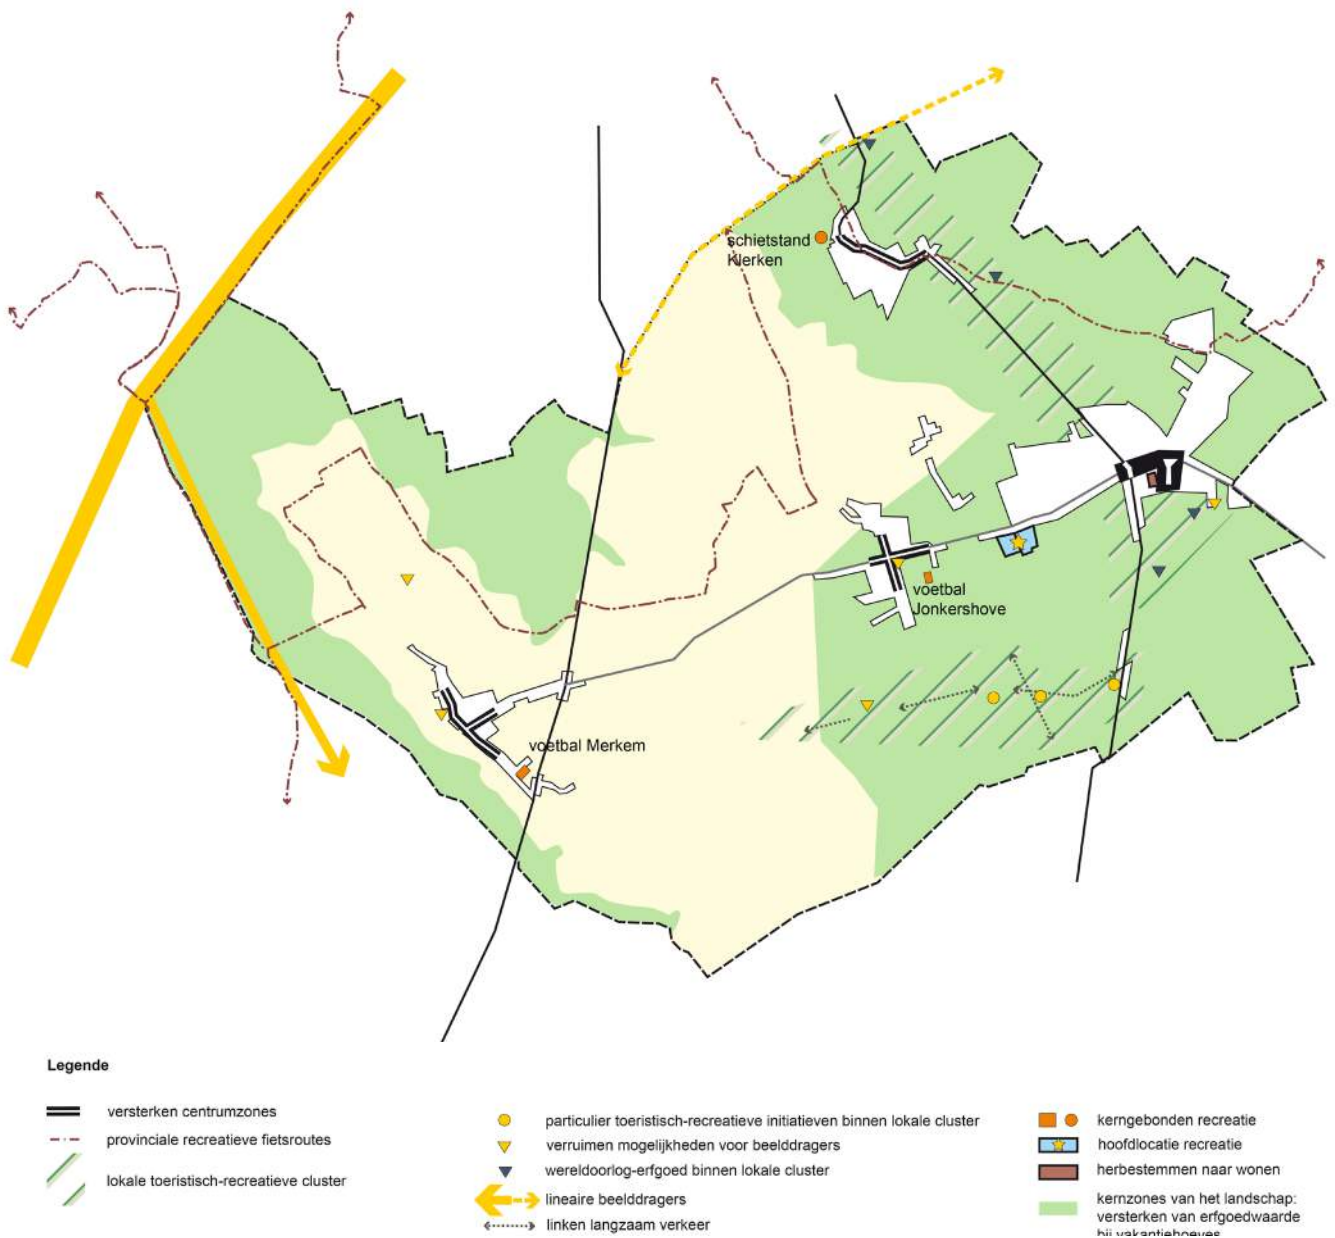 schietstand
Klerken
voetbal
Jonkershove
voetbal Merkem
Legende
versterken centrumzones
provinciale recreatieve fietsroutes
lokale toeristisch-recreatieve cluster
particulier toeristisch-recreatieve initiatieven binnen lokale cluster
verruimen mogelijkheden voor beelddragers
wereldoorlog-erfgoed binnen lokale cluster
lineaire beelddragers
linken langzaam verkeer
kerngebonden recreatie
hoofdlocatie recreatie
herbestemmen naar wonen
kernzones van het landschap:
versterken van erfgoedwaarde
bij vakantiehoeves